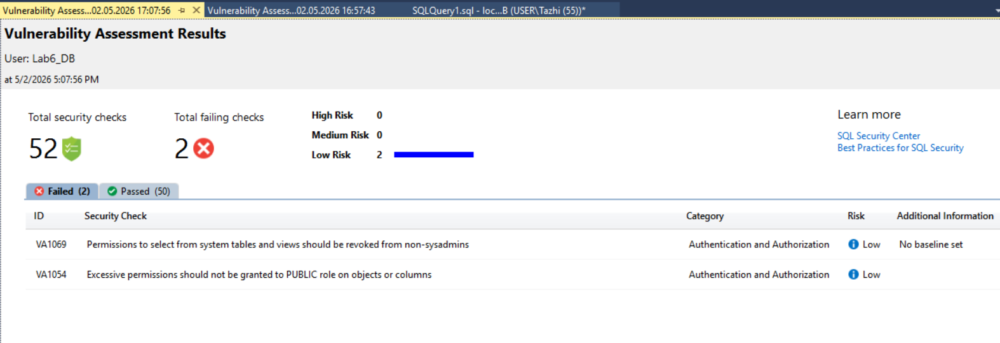 Vulnerability Assess...02.05.2026 17:07:56
Vulnerability Assess...02.05.2026 16:57:43
SQLQuery1.sql - loc...B (USER\Tazhi (55))*
Vulnerability Assessment Results
User: Lab6_DB
at 5/2/2026 5:07:56 PM
Total security checks
52
Total failing checks
2
High Risk 0
Medium Risk 0
Low Risk 2
Learn more
SQL Security Center
Best Practices for SQL Security
Failed (2)
Passed (50)
ID Security Check Category Risk Additional Information
VA1069 Permissions to select from system tables and views should be revoked from non-sysadmins Authentication and Authorization Low No baseline set
VA1054 Excessive permissions should not be granted to PUBLIC role on objects or columns Authentication and Authorization Low